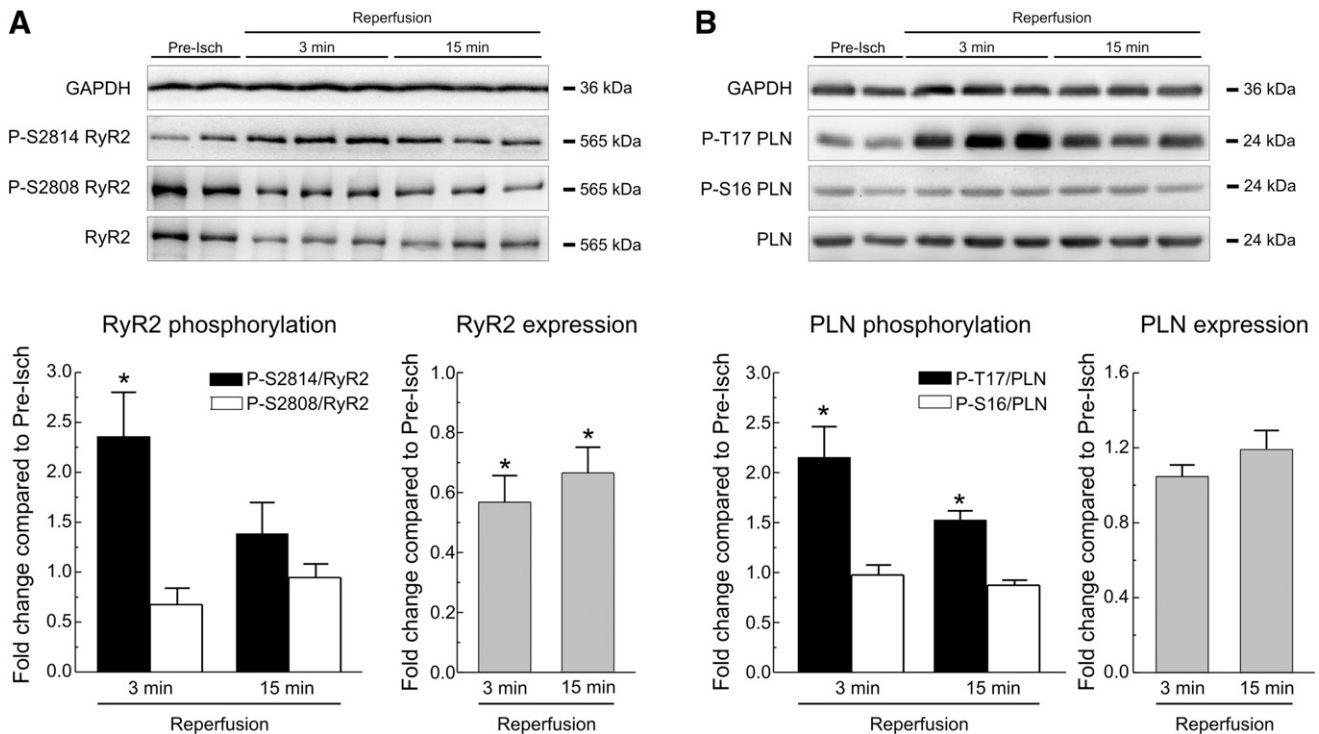 A
Reperfusion
Pre-Isch 3 min 15 min
GAPDH 36 kDa
P-S2814 RyR2 565 kDa
P-S2808 RyR2 565 kDa
RyR2 565 kDa
RyR2 phosphorylation
Fold change compared to Pre-Isch
3.0
2.5
2.0
1.5
1.0
0.5
0.0
*
P-S2814/RyR2
P-S2808/RyR2
3 min 15 min
Reperfusion
RyR2 expression
Fold change compared to Pre-Isch
1.0
0.8
0.6
0.4
0.2
0.0
* *
3 min 15 min
Reperfusion
B
Reperfusion
Pre-Isch 3 min 15 min
GAPDH 36 kDa
P-T17 PLN 24 kDa
P-S16 PLN 24 kDa
PLN 24 kDa
PLN phosphorylation
Fold change compared to Pre-Isch
3.0
2.5
2.0
1.5
1.0
0.5
0.0
* *
P-T17/PLN
P-S16/PLN
3 min 15 min
Reperfusion
PLN expression
Fold change compared to Pre-Isch
1.6
1.2
0.8
0.4
0.0
3 min 15 min
Reperfusion